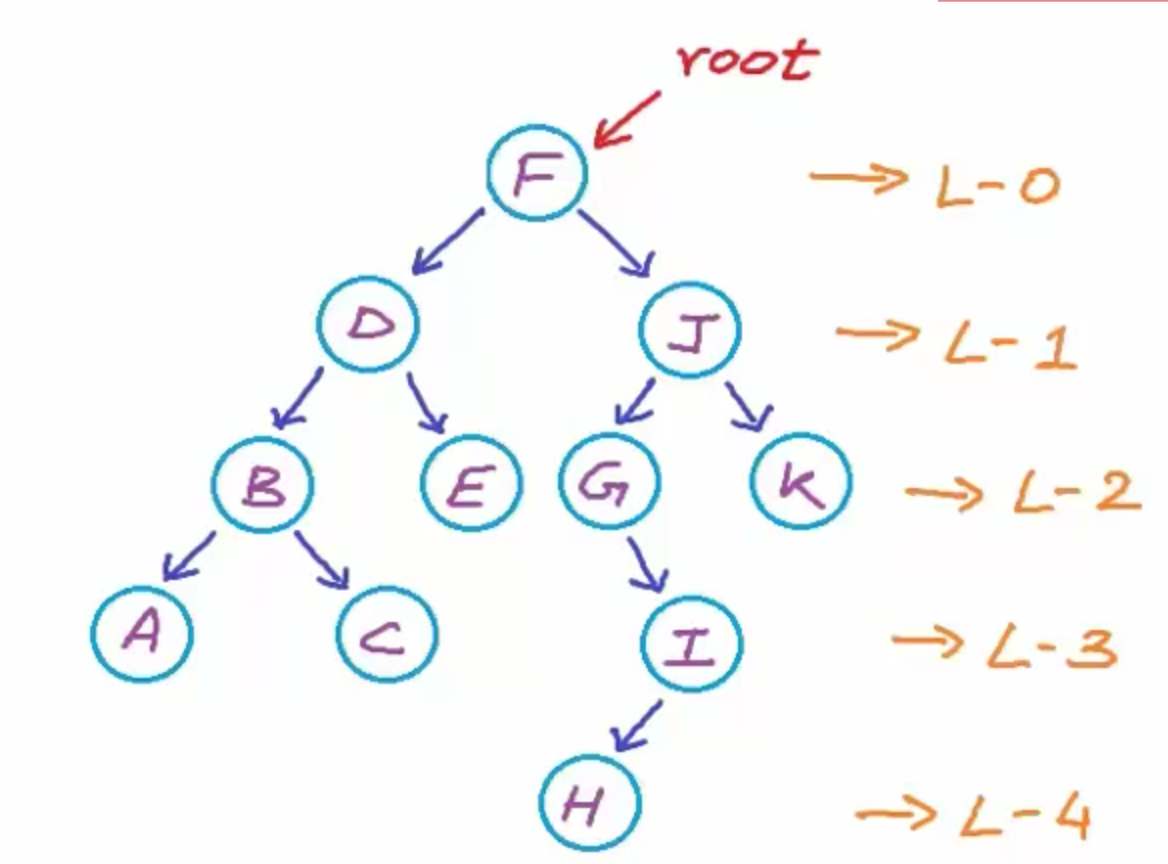 root
F
→ L-0
D
J
→ L-1
B
E
G
K
→ L-2
A
C
I
→ L-3
H
→ L-4